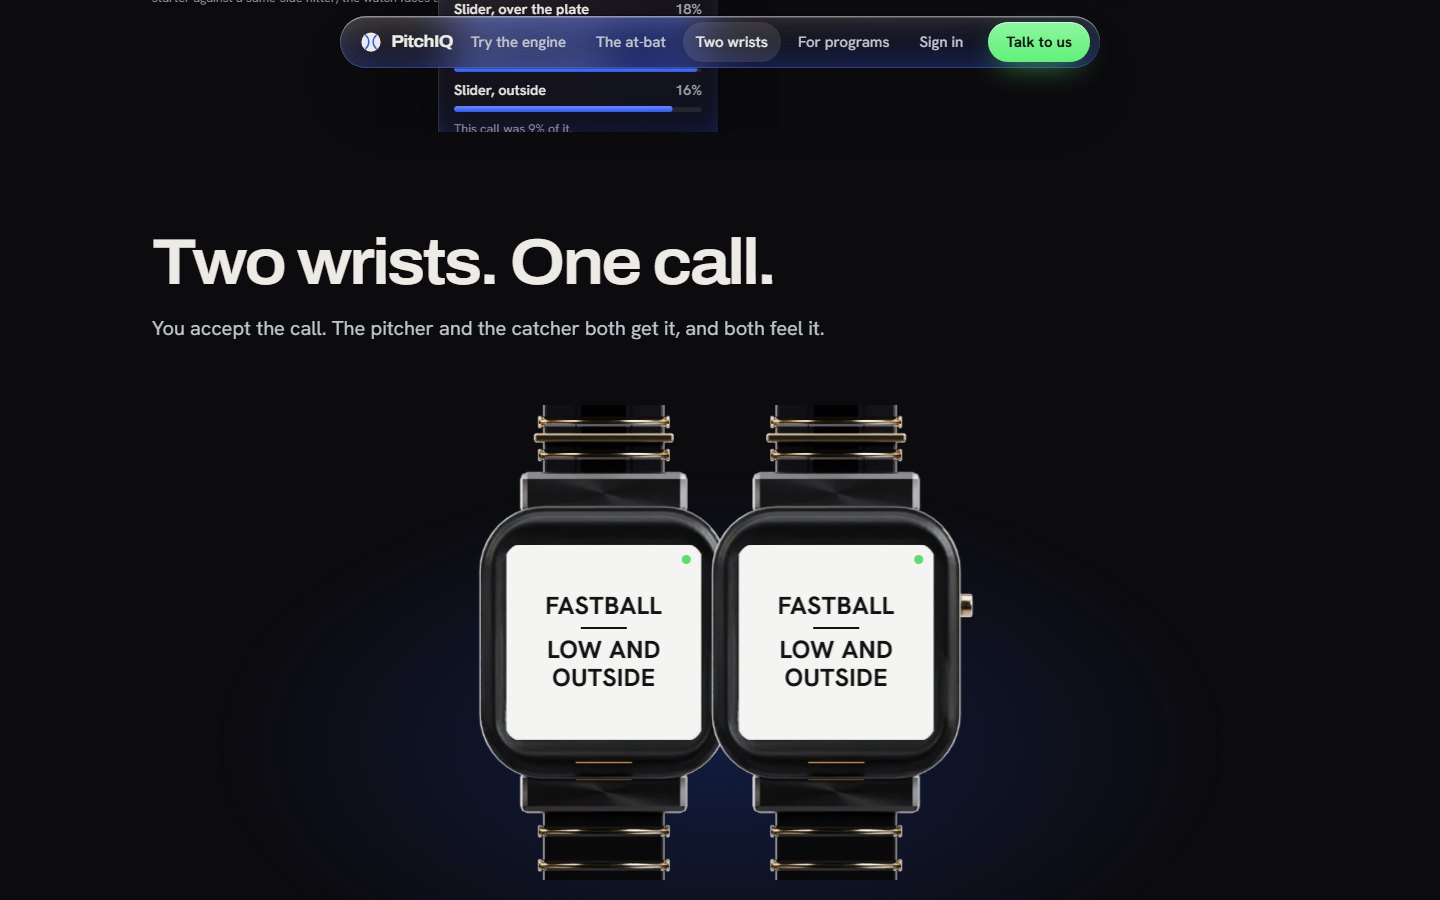 Slider, over the plate 18%
PitchIQ Try the engine The at-bat Two wrists For programs Sign in Talk to us
Slider, outside 16%
This call was 9% of it.
Two wrists. One call.
You accept the call. The pitcher and the catcher both get it, and both feel it.
FASTBALL
LOW AND
OUTSIDE
FASTBALL
LOW AND
OUTSIDE